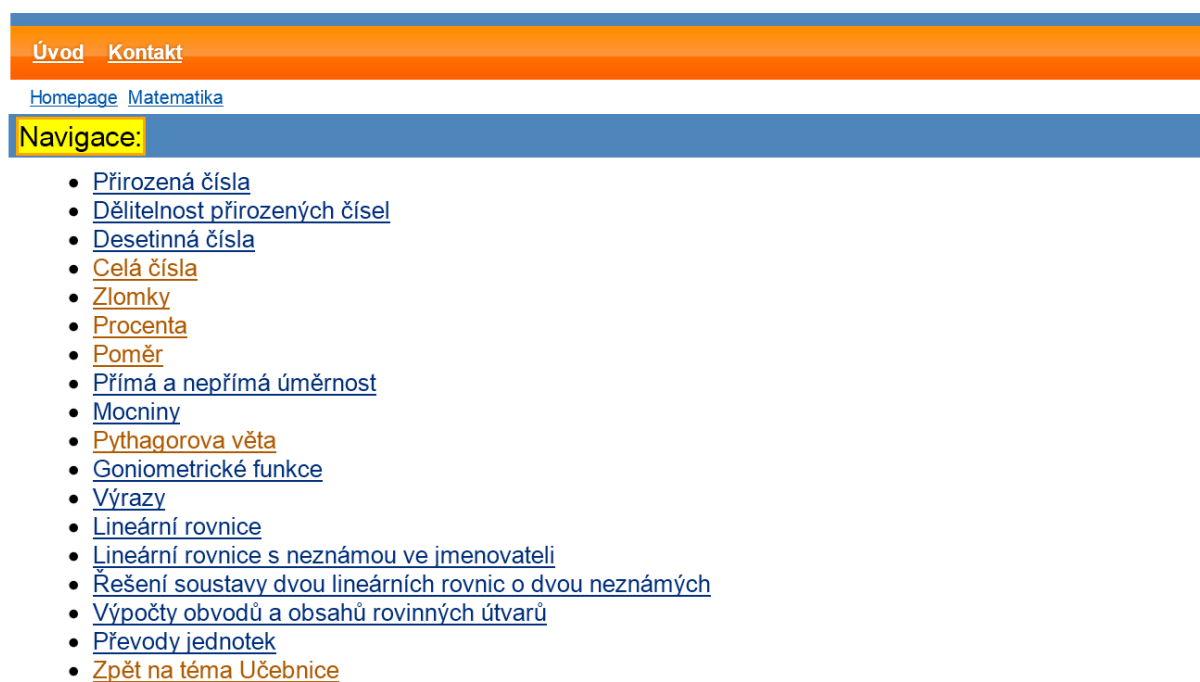 Úvod Kontakt
Homepage Matematika
Navigace:
Přirozená čísla
Dělitelnost přirozených čísel
Desetinná čísla
Celá čísla
Zlomky
Procenta
Poměr
Přímá a nepřímá úměrnost
Mocniny
Pythagorova věta
Goniometrické funkce
Výrazy
Lineární rovnice
Lineární rovnice s neznámou ve jmenovateli
Řešení soustavy dvou lineárních rovnic o dvou neznámých
Výpočty obvodů a obsahů rovinných útvarů
Převody jednotek
Zpět na téma Učebnice